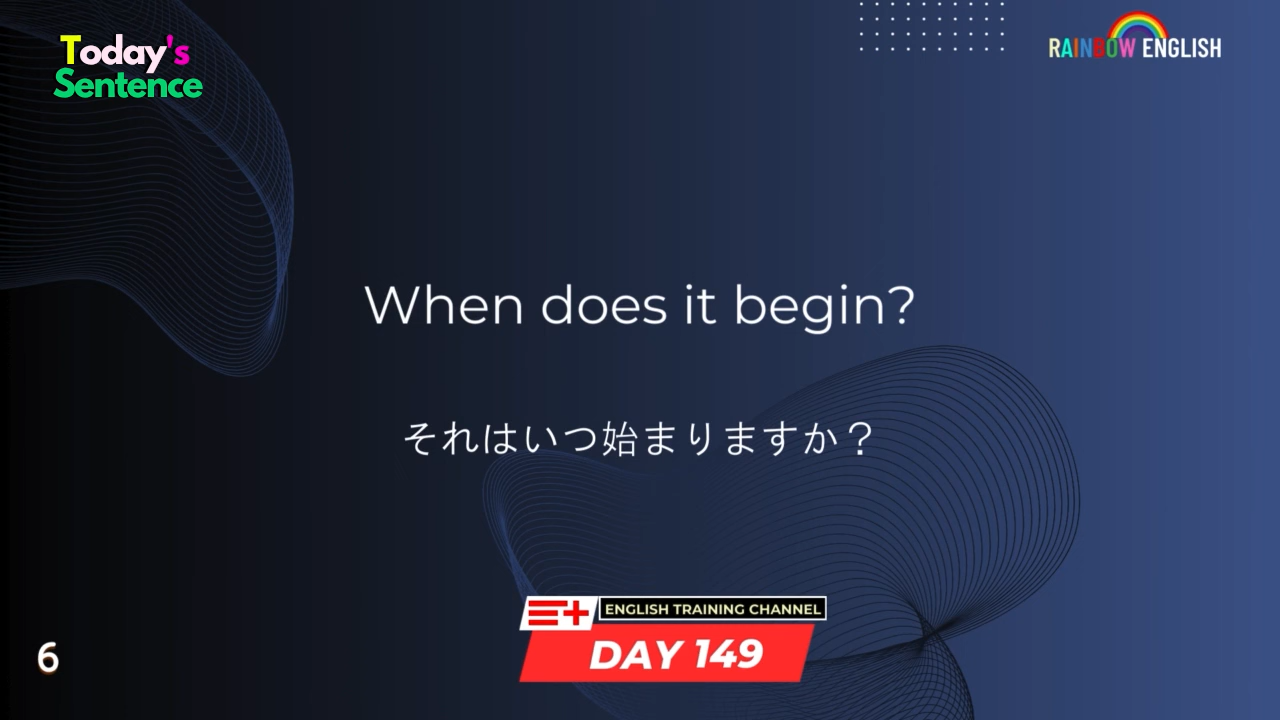 Today's
Sentence
RAINBOW ENGLISH
When does it begin?
それはいつ始まりますか？
E+
ENGLISH TRAINING CHANNEL
DAY 149
6